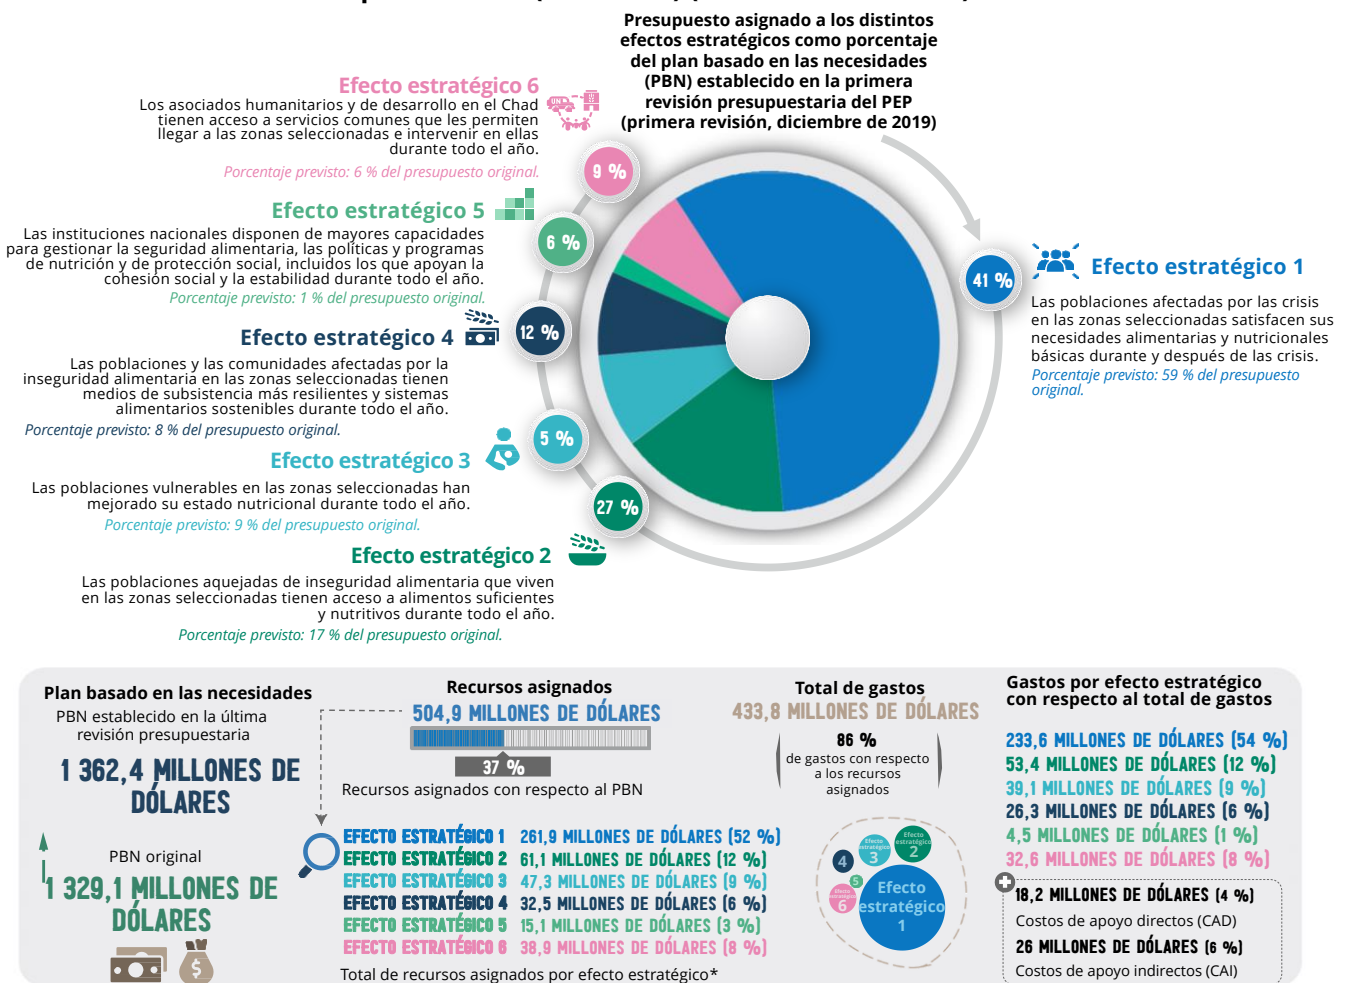 Presupuesto asignado a los distintos
efectos estratégicos como porcentaje
del plan basado en las necesidades
(PBN) establecido en la primera
revisión presupuestaria del PEP
(primera revisión, diciembre de 2019)
Efecto estratégico 6
Los asociados humanitarios y de desarrollo en el Chad
tienen acceso a servicios comunes que les permiten
llegar a las zonas seleccionadas e intervenir en ellas
durante todo el año.
Porcentaje previsto: 6 % del presupuesto original.
9 %
Efecto estratégico 5
Las instituciones nacionales disponen de mayores capacidades
para gestionar la seguridad alimentaria, las políticas y programas
de nutrición y de protección social, incluidos los que apoyan la
cohesión social y la estabilidad durante todo el año.
Porcentaje previsto: 1 % del presupuesto original.
6 %
Efecto estratégico 4
Las poblaciones y las comunidades afectadas por la
inseguridad alimentaria en las zonas seleccionadas tienen
medios de subsistencia más resilientes y sistemas
alimentarios sostenibles durante todo el año.
Porcentaje previsto: 8 % del presupuesto original.
12 %
Efecto estratégico 3
Las poblaciones vulnerables en las zonas seleccionadas han
mejorado su estado nutricional durante todo el año.
Porcentaje previsto: 9 % del presupuesto original.
5 %
Efecto estratégico 2
Las poblaciones aquejadas de inseguridad alimentaria que viven
en las zonas seleccionadas tienen acceso a alimentos suficientes
y nutritivos durante todo el año.
Porcentaje previsto: 17 % del presupuesto original.
27 %
41 %
Efecto estratégico 1
Las poblaciones afectadas por las crisis
en las zonas seleccionadas satisfacen sus
necesidades alimentarias y nutricionales
básicas durante y después de las crisis.
Porcentaje previsto: 59 % del presupuesto
original.
Plan basado en las necesidades
PBN establecido en la última
revisión presupuestaria
1 362,4 MILLONES DE
DÓLARES
PBN original
1 329,1 MILLONES DE
DÓLARES
Recursos asignados
504,9 MILLONES DE DÓLARES
37 %
Recursos asignados con respecto al PBN
EFECTO ESTRATÉGICO 1 261,9 MILLONES DE DÓLARES (52 %)
EFECTO ESTRATÉGICO 2 61,1 MILLONES DE DÓLARES (12 %)
EFECTO ESTRATÉGICO 3 47,3 MILLONES DE DÓLARES (9 %)
EFECTO ESTRATÉGICO 4 32,5 MILLONES DE DÓLARES (6 %)
EFECTO ESTRATÉGICO 5 15,1 MILLONES DE DÓLARES (3 %)
EFECTO ESTRATÉGICO 6 38,9 MILLONES DE DÓLARES (8 %)
Total de recursos asignados por efecto estratégico*
Total de gastos
433,8 MILLONES DE DÓLARES
86 %
de gastos con respecto
a los recursos
asignados
Efecto
estratégico
2
Efecto
estratégico
3
4
5
Efecto
estratégico
6
Efecto
estratégico
1
Gastos por efecto estratégico
con respecto al total de gastos
233,6 MILLONES DE DÓLARES (54 %)
53,4 MILLONES DE DÓLARES (12 %)
39,1 MILLONES DE DÓLARES (9 %)
26,3 MILLONES DE DÓLARES (6 %)
4,5 MILLONES DE DÓLARES (1 %)
32,6 MILLONES DE DÓLARES (8 %)
18,2 MILLONES DE DÓLARES (4 %)
Costos de apoyo directos (CAD)
26 MILLONES DE DÓLARES (6 %)
Costos de apoyo indirectos (CAI)